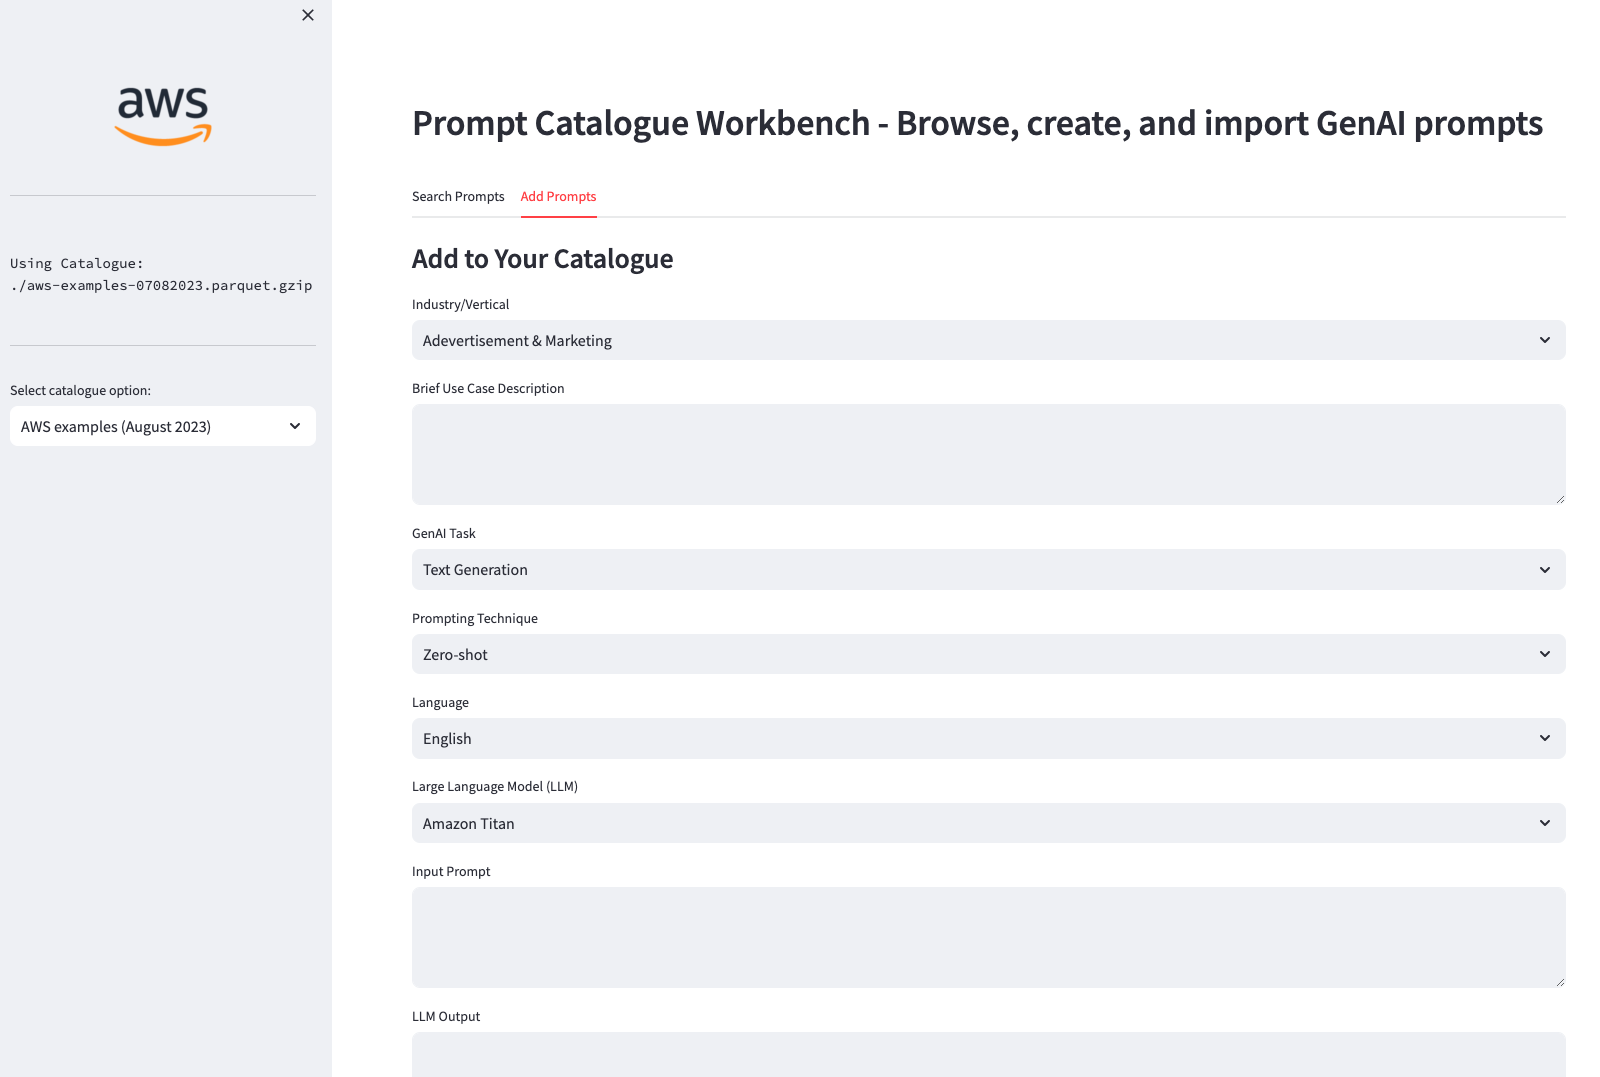 aws
Using Catalogue:
./aws-examples-07082023.parquet.gzip
Select catalogue option:
AWS examples (August 2023)
Prompt Catalogue Workbench - Browse, create, and import GenAI prompts
Search Prompts Add Prompts
Add to Your Catalogue
Industry/Vertical
Adevertisement & Marketing
Brief Use Case Description
GenAI Task
Text Generation
Prompting Technique
Zero-shot
Language
English
Large Language Model (LLM)
Amazon Titan
Input Prompt
LLM Output